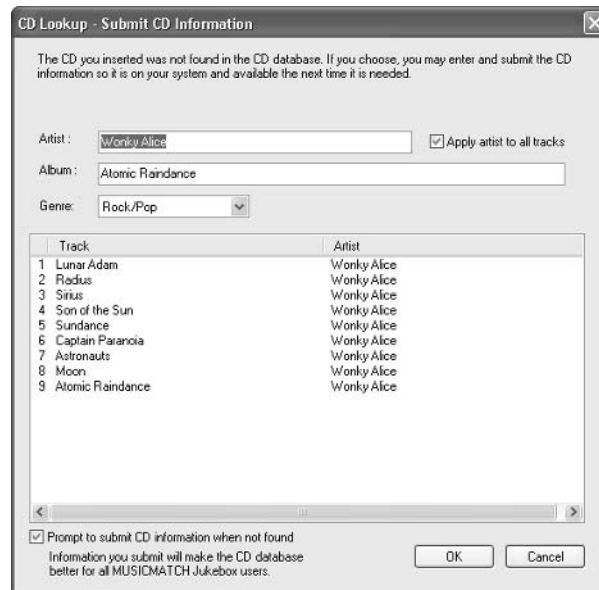 CD Lookup - Submit CD Information
The CD you inserted was not found in the CD database. If you choose, you may enter and submit the CD
information so it is on your system and available the next time it is needed.
Artist : Wonky Alice Apply artist to all tracks
Album : Atomic Raindance
Genre: Rock/Pop
Track Artist
1 Lunar Adam Wonky Alice
2 Radius Wonky Alice
3 Sirius Wonky Alice
4 Son of the Sun Wonky Alice
5 Sundance Wonky Alice
6 Captain Paranoia Wonky Alice
7 Astronauts Wonky Alice
8 Moon Wonky Alice
9 Atomic Raindance Wonky Alice
Prompt to submit CD information when not found
Information you submit will make the CD database
better for all MUSICMATCH Jukebox users.
OK Cancel